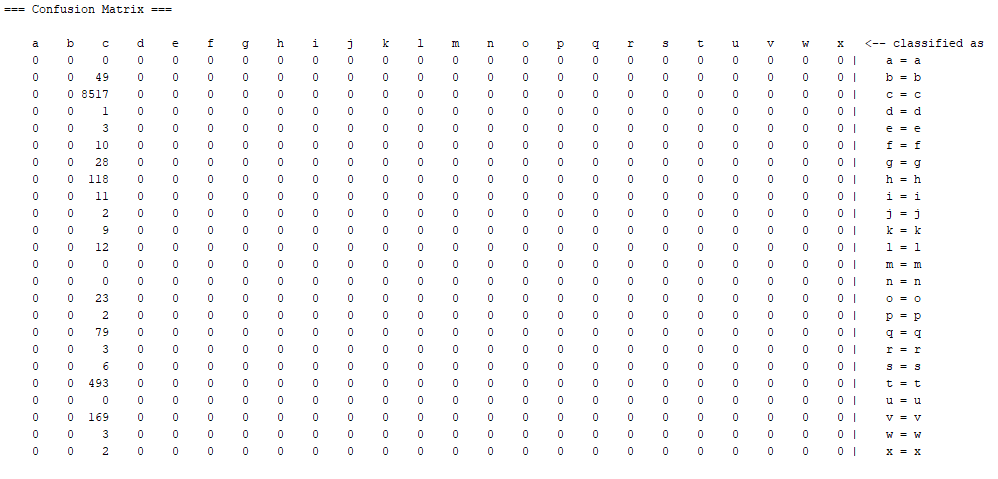 === Confusion Matrix ===
a b c d e f g h i j k l m n o p q r s t u v w x <-- classified as
0 0 0 0 0 0 0 0 0 0 0 0 0 0 0 0 0 0 0 0 0 0 0 0 | a = a
0 0 49 0 0 0 0 0 0 0 0 0 0 0 0 0 0 0 0 0 0 0 0 0 | b = b
0 0 8517 0 0 0 0 0 0 0 0 0 0 0 0 0 0 0 0 0 0 0 0 0 | c = c
0 0 1 0 0 0 0 0 0 0 0 0 0 0 0 0 0 0 0 0 0 0 0 0 | d = d
0 0 3 0 0 0 0 0 0 0 0 0 0 0 0 0 0 0 0 0 0 0 0 0 | e = e
0 0 10 0 0 0 0 0 0 0 0 0 0 0 0 0 0 0 0 0 0 0 0 0 | f = f
0 0 28 0 0 0 0 0 0 0 0 0 0 0 0 0 0 0 0 0 0 0 0 0 | g = g
0 0 118 0 0 0 0 0 0 0 0 0 0 0 0 0 0 0 0 0 0 0 0 0 | h = h
0 0 11 0 0 0 0 0 0 0 0 0 0 0 0 0 0 0 0 0 0 0 0 0 | i = i
0 0 2 0 0 0 0 0 0 0 0 0 0 0 0 0 0 0 0 0 0 0 0 0 | j = j
0 0 9 0 0 0 0 0 0 0 0 0 0 0 0 0 0 0 0 0 0 0 0 0 | k = k
0 0 12 0 0 0 0 0 0 0 0 0 0 0 0 0 0 0 0 0 0 0 0 0 | l = l
0 0 0 0 0 0 0 0 0 0 0 0 0 0 0 0 0 0 0 0 0 0 0 0 | m = m
0 0 0 0 0 0 0 0 0 0 0 0 0 0 0 0 0 0 0 0 0 0 0 0 | n = n
0 0 23 0 0 0 0 0 0 0 0 0 0 0 0 0 0 0 0 0 0 0 0 0 | o = o
0 0 2 0 0 0 0 0 0 0 0 0 0 0 0 0 0 0 0 0 0 0 0 0 | p = p
0 0 79 0 0 0 0 0 0 0 0 0 0 0 0 0 0 0 0 0 0 0 0 0 | q = q
0 0 3 0 0 0 0 0 0 0 0 0 0 0 0 0 0 0 0 0 0 0 0 0 | r = r
0 0 6 0 0 0 0 0 0 0 0 0 0 0 0 0 0 0 0 0 0 0 0 0 | s = s
0 0 493 0 0 0 0 0 0 0 0 0 0 0 0 0 0 0 0 0 0 0 0 0 | t = t
0 0 0 0 0 0 0 0 0 0 0 0 0 0 0 0 0 0 0 0 0 0 0 0 | u = u
0 0 169 0 0 0 0 0 0 0 0 0 0 0 0 0 0 0 0 0 0 0 0 0 | v = v
0 0 3 0 0 0 0 0 0 0 0 0 0 0 0 0 0 0 0 0 0 0 0 0 | w = w
0 0 2 0 0 0 0 0 0 0 0 0 0 0 0 0 0 0 0 0 0 0 0 0 | x = x